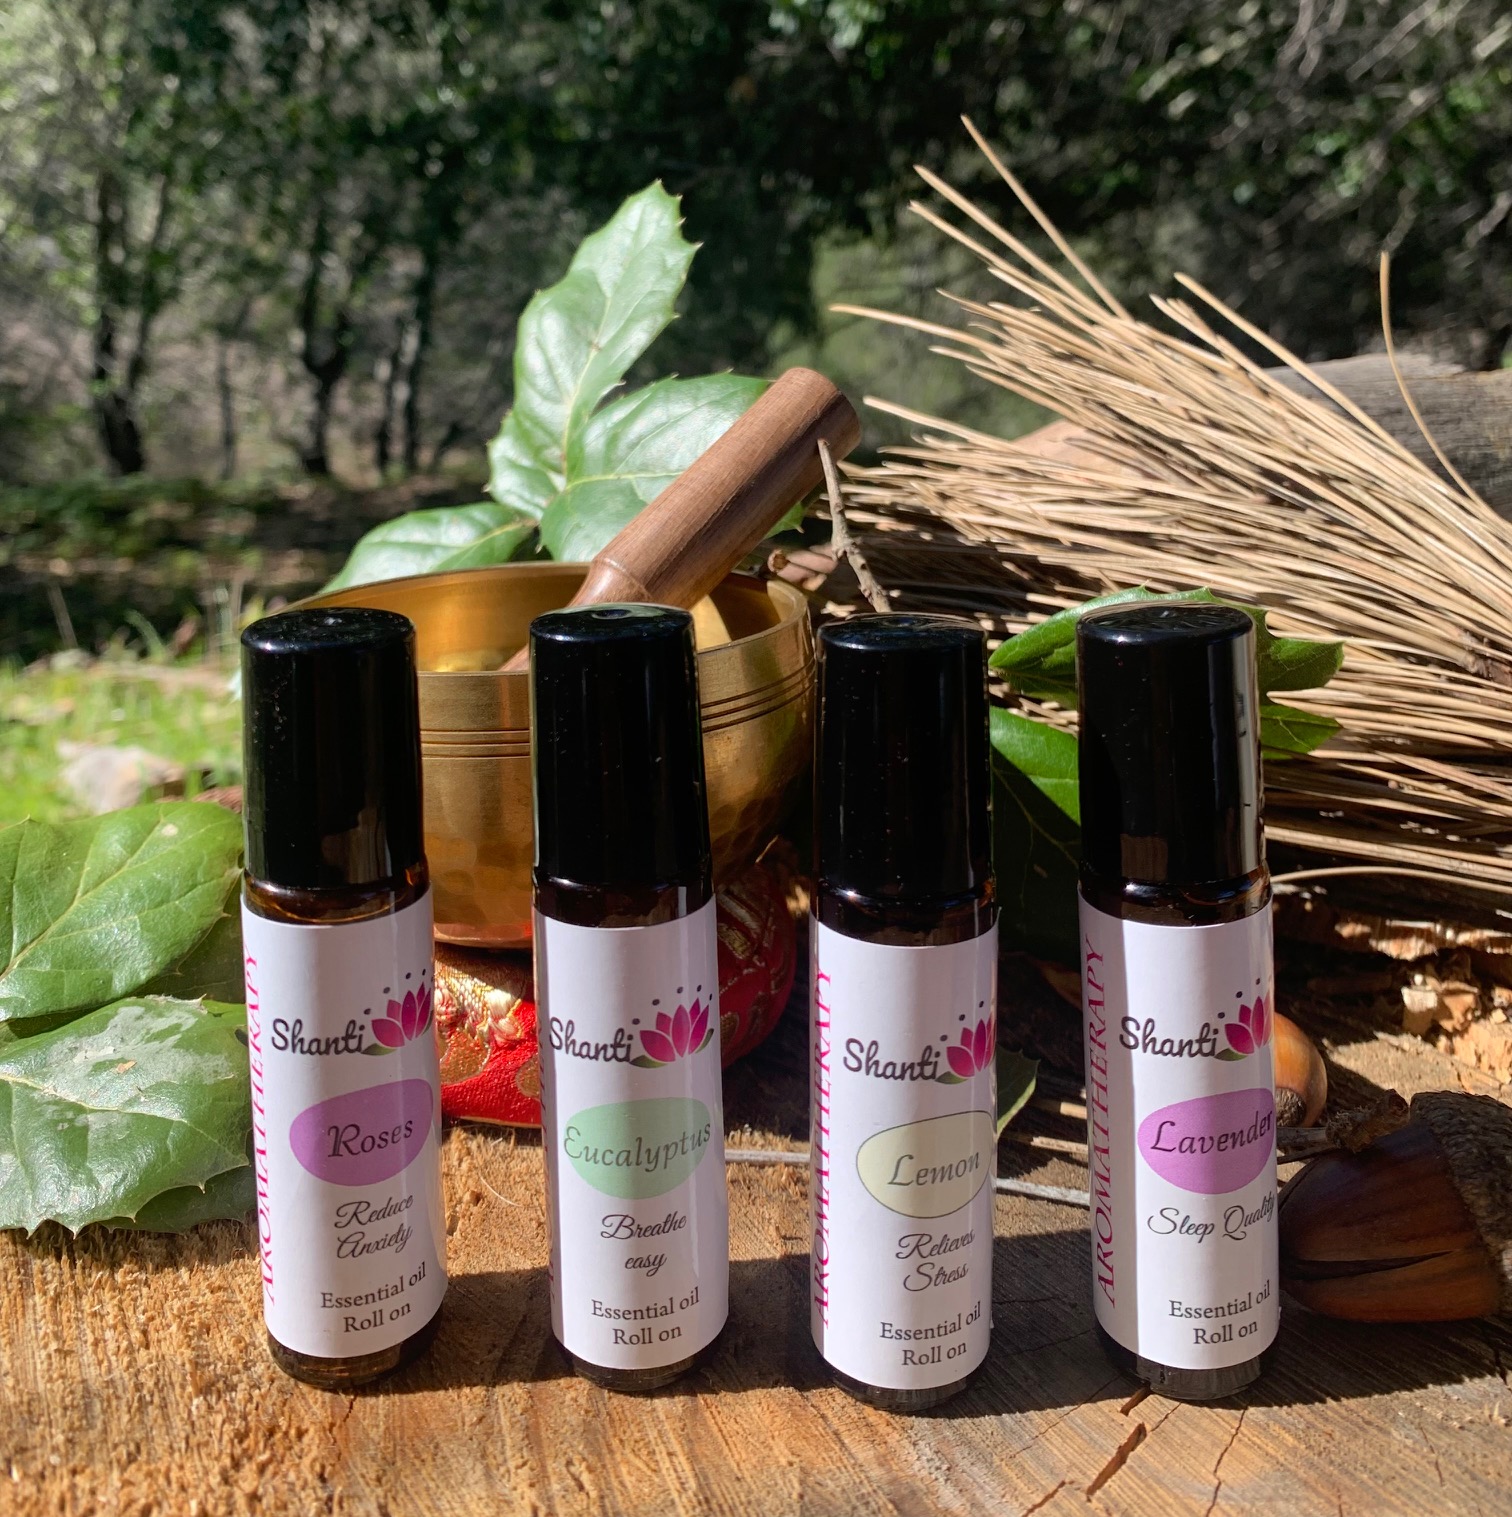 AROMATHERAPY
Shanti
Roses
Reduce
Anxiety
Essential oil
Roll on
Shanti
Eucalyptus
Breathe
easy
Essential oil
Roll on
AROMATHERAPY
Shanti
Lemon
Relieves
Stress
Essential oil
Roll on
AROMATHERAPY
Shanti
Lavender
Sleep Quality
Essential oil
Roll on